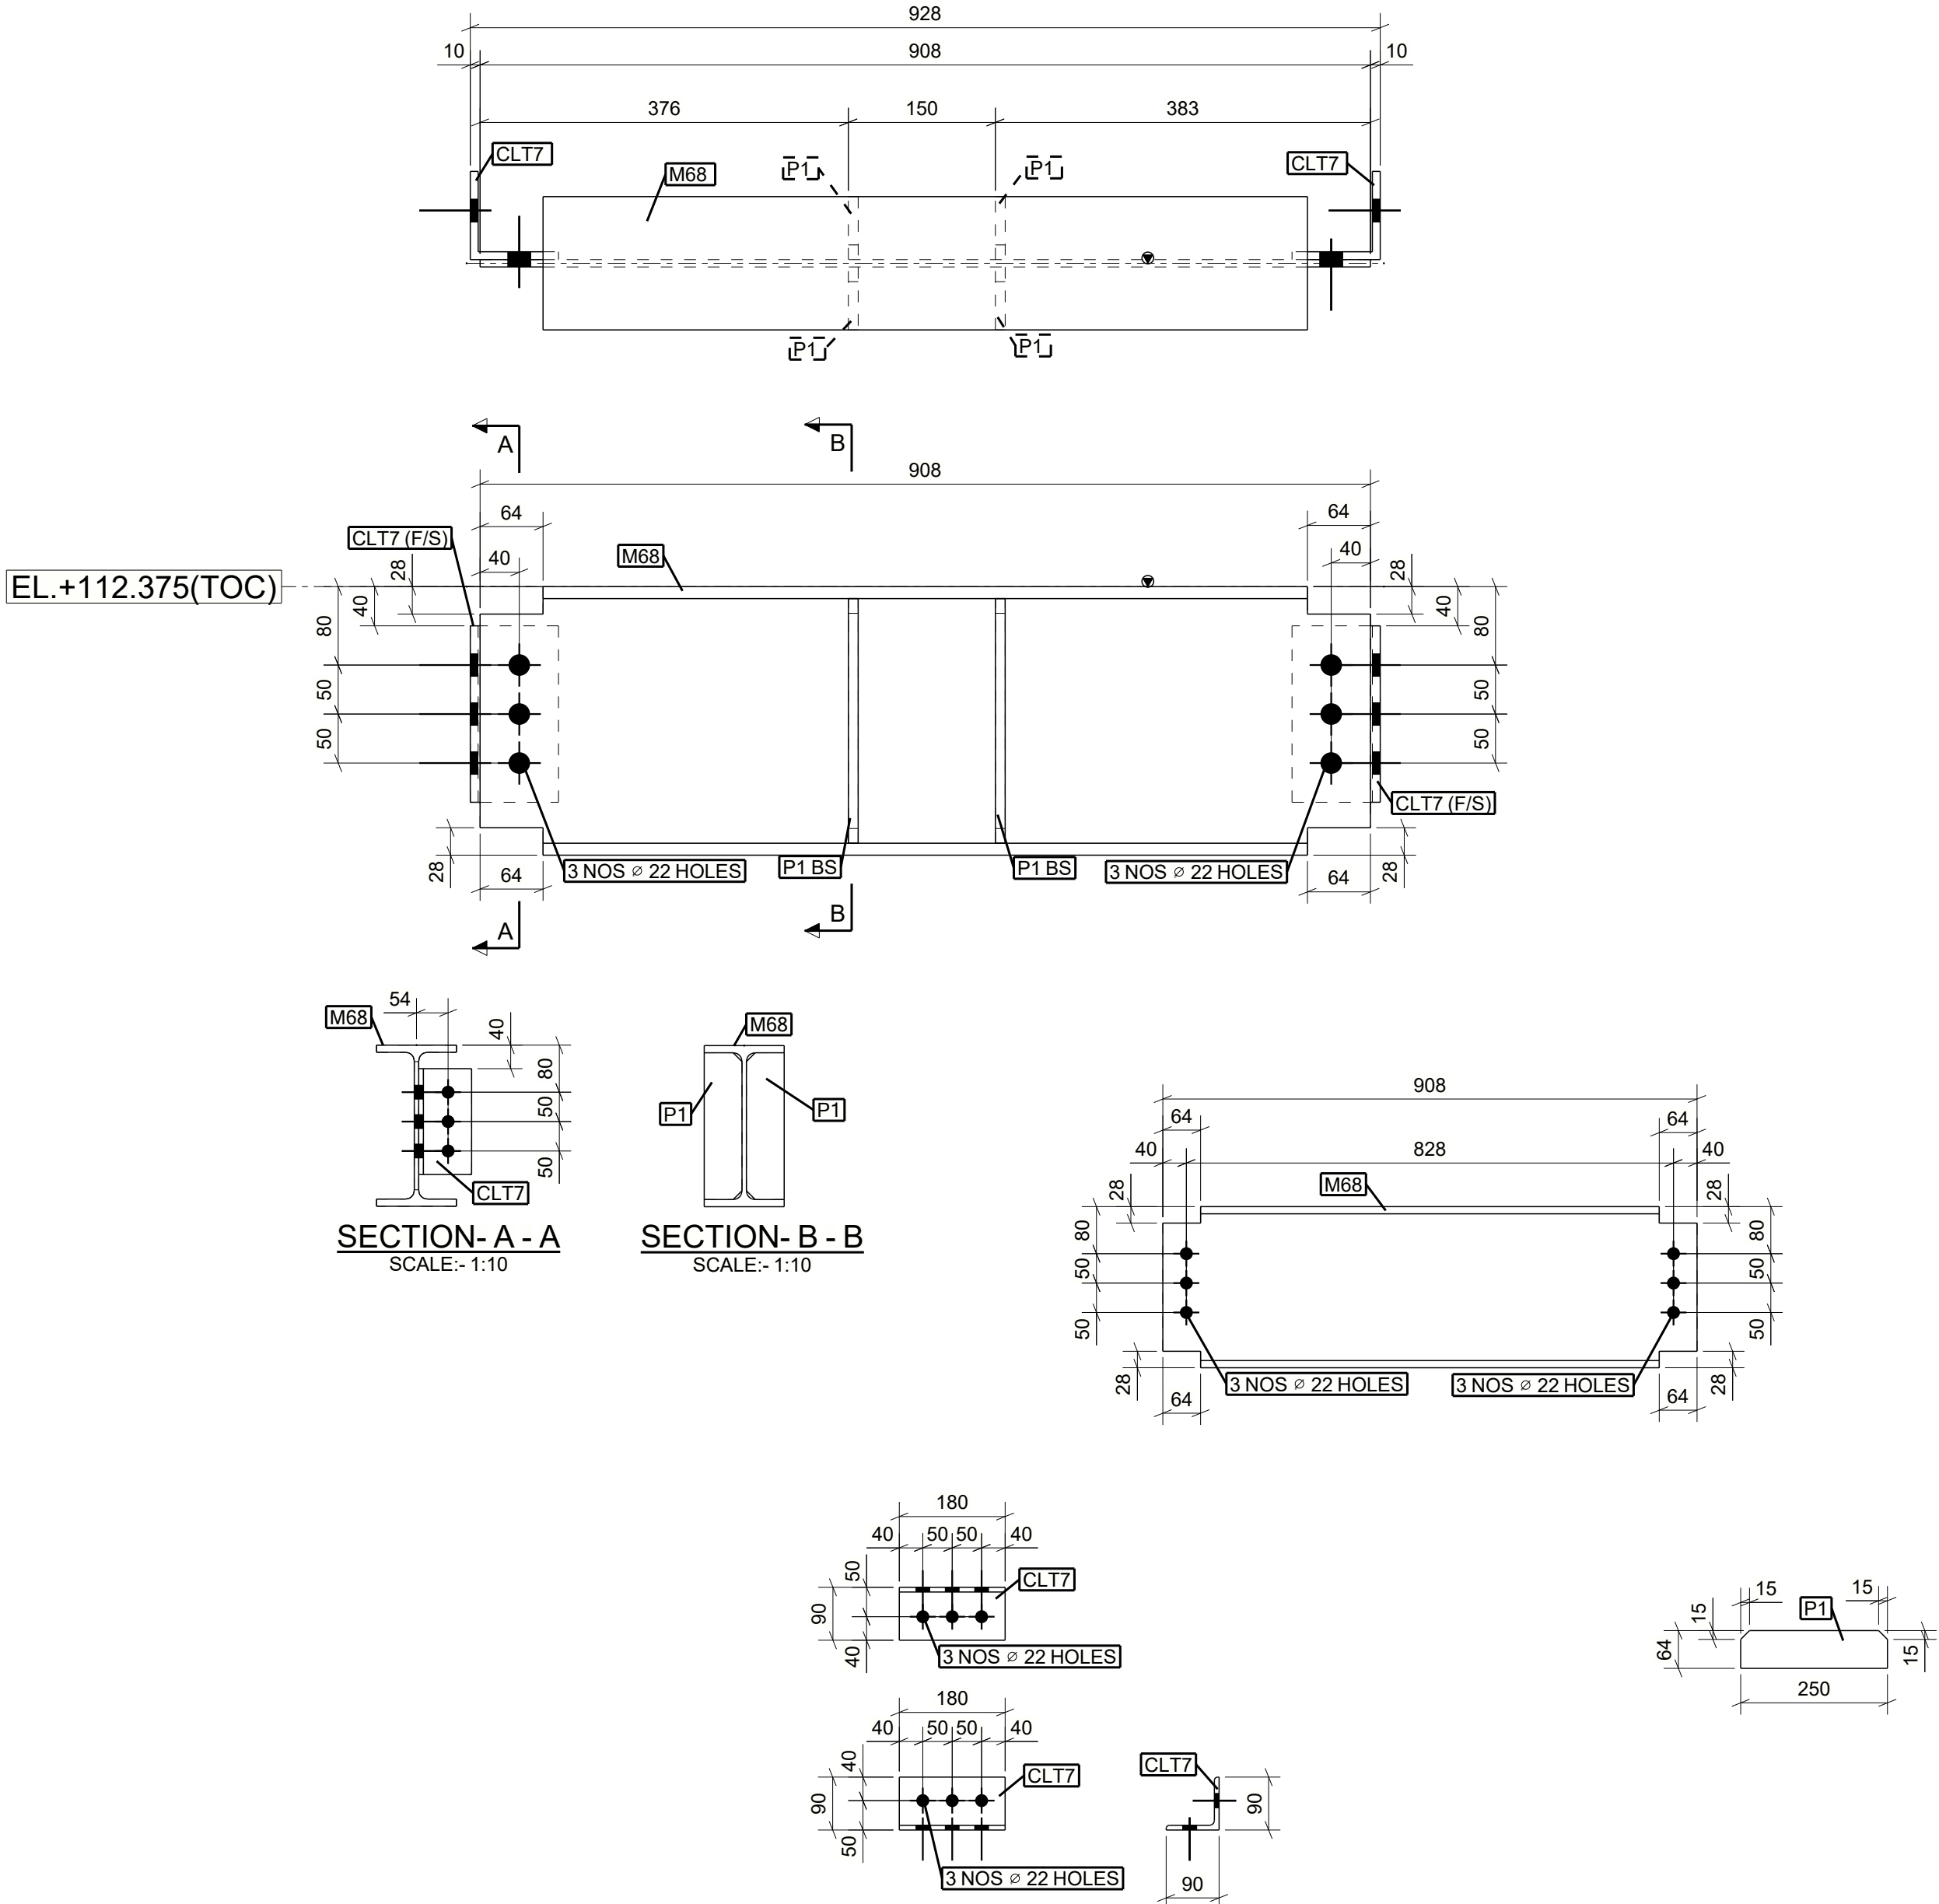 928
10 908 10
376 150 383
CLT7 P1 P1 CLT7
M68
P1 P1
A B
908
64 64
CLT7 (F/S) M68
40 40
28 28
EL.+112.375(TOC)
40 40
80 80
50 50
50 50
CLT7 (F/S)
28 64 3 NOS ⌀ 22 HOLES P1 BS P1 BS 3 NOS ⌀ 22 HOLES 64 28
A B
54
M68 40
80
50
50
CLT7
SECTION- A - A
SCALE:- 1:10
M68
P1 P1
SECTION- B - B
SCALE:- 1:10
908
64 64
40 828 40
M68
28 28
80 80
50 50
50 50
28 3 NOS ⌀ 22 HOLES 3 NOS ⌀ 22 HOLES 28
64 64
180
40 50 50 40
50 CLT7
90
40 3 NOS ⌀ 22 HOLES
180
40 50 50 40
40 CLT7
90
50
3 NOS ⌀ 22 HOLES
CLT7
90
90
15 15
15 P1
64 15
250